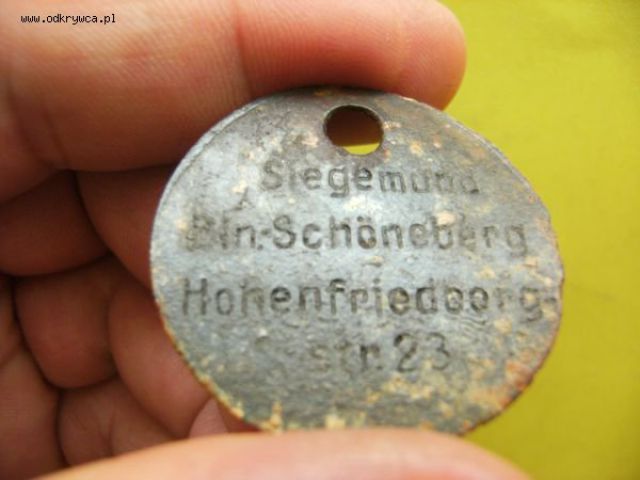 www.odkrywca.pl
Siegemund
Bln.-Schöneberg
Hohenfriedberg-
str. 23